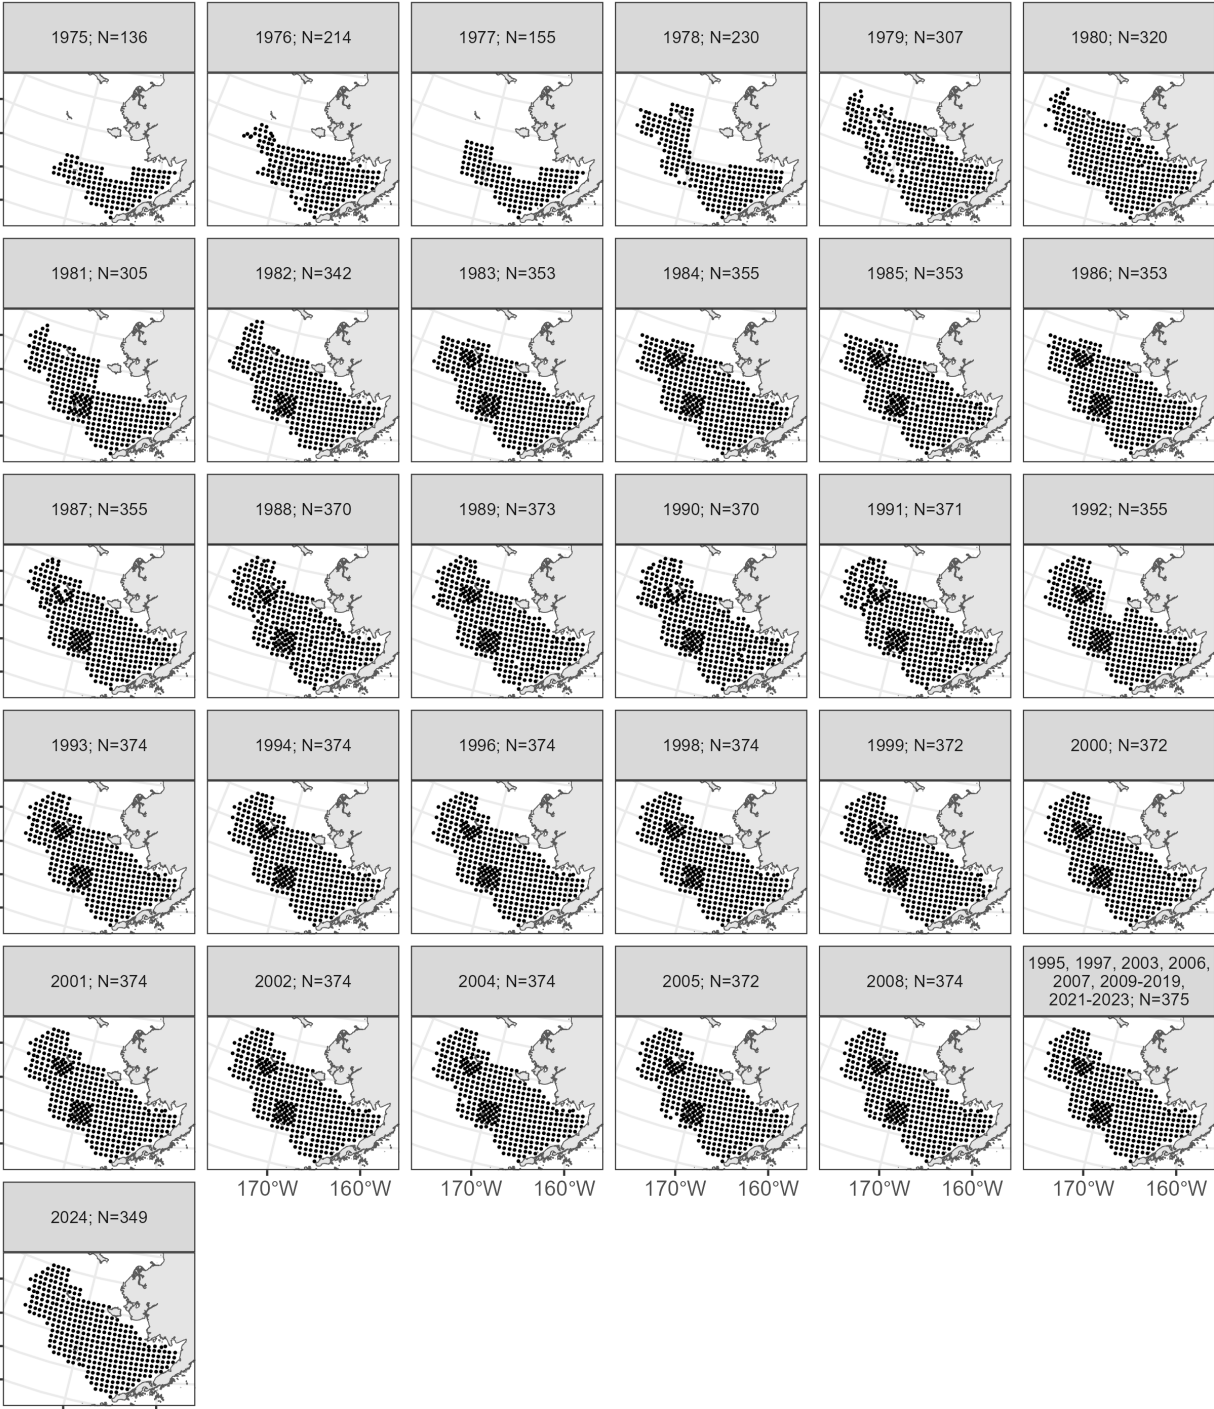 1975; N=136
1976; N=214
1977; N=155
1978; N=230
1979; N=307
1980; N=320
1981; N=305
1982; N=342
1983; N=353
1984; N=355
1985; N=353
1986; N=353
1987; N=355
1988; N=370
1989; N=373
1990; N=370
1991; N=371
1992; N=355
1993; N=374
1994; N=374
1996; N=374
1998; N=374
1999; N=372
2000; N=372
2001; N=374
2002; N=374
2004; N=374
2005; N=372
2008; N=374
1995, 1997, 2003, 2006,
2007, 2009-2019,
2021-2023; N=375
170°W 160°W 170°W 160°W 170°W 160°W 170°W 160°W 170°W 160°W
2024; N=349